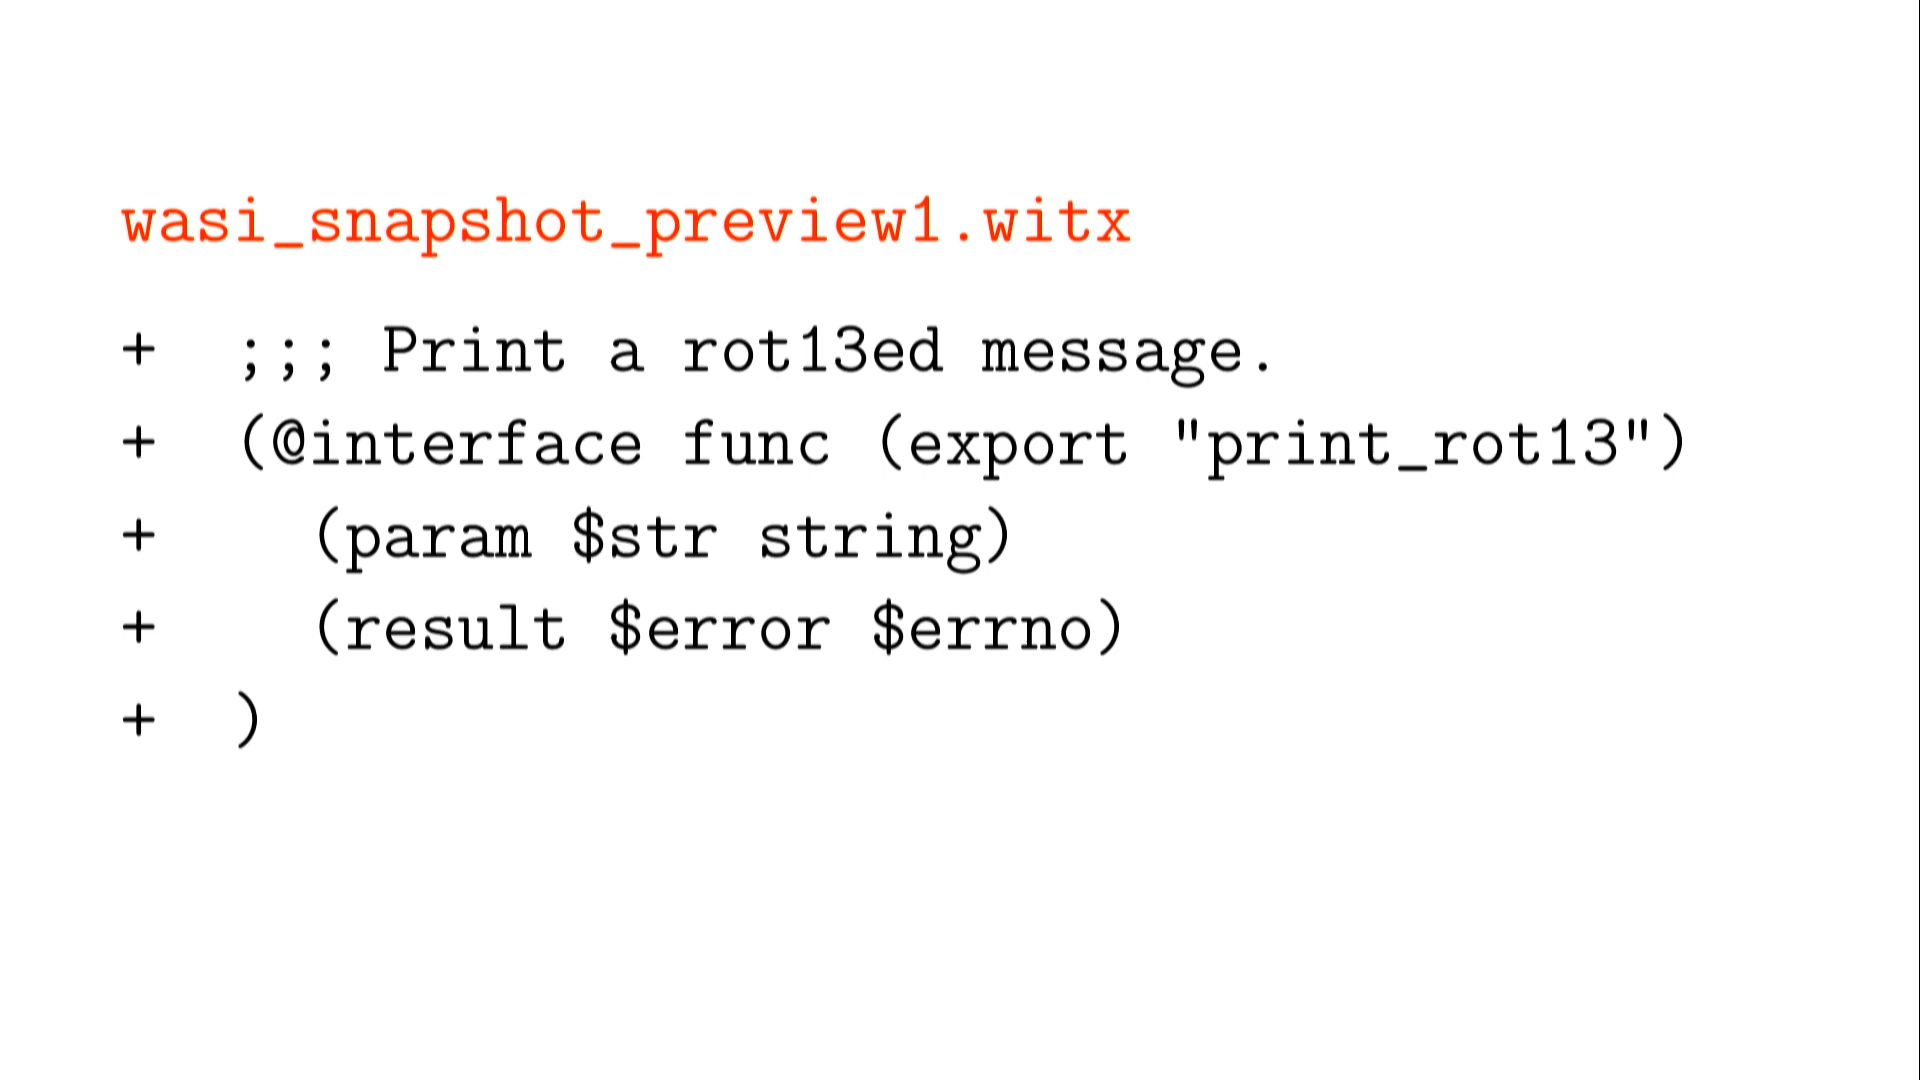 wasi_snapshot_preview1.witx
+  ;;; Print a rot13ed message.
+  (@interface func (export "print_rot13")
+    (param $str string)
+    (result $error $errno)
+  )